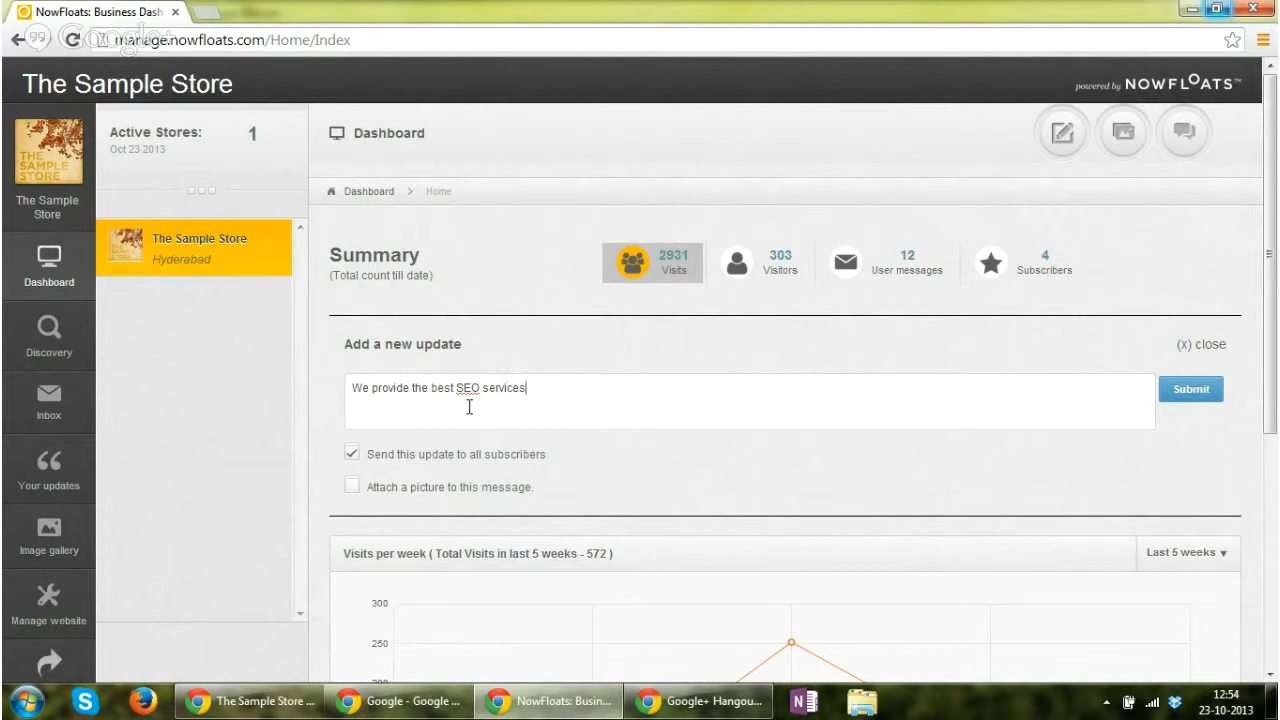 NowFloats: Business Dash
Google+
manage.nowfloats.com/Home/Index
The Sample Store
powered by NOWFLOATS™
THE SAMPLE STORE
The Sample
Store
Dashboard
Discovery
Inbox
Your updates
Image gallery
Manage website
Active Stores: 1
Oct 23 2013
The Sample Store
Hyderabad
Dashboard
Dashboard > Home
Summary
(Total count till date)
2931
Visits
303
Visitors
12
User messages
4
Subscribers
Add a new update
(x) close
We provide the best SEO services
Submit
Send this update to all subscribers
Attach a picture to this message.
Visits per week ( Total Visits in last 5 weeks - 572 )
Last 5 weeks
300
250
The Sample Store ...
Google - Google ...
NowFloats: Busin...
Google+ Hangou...
12:54
23-10-2013